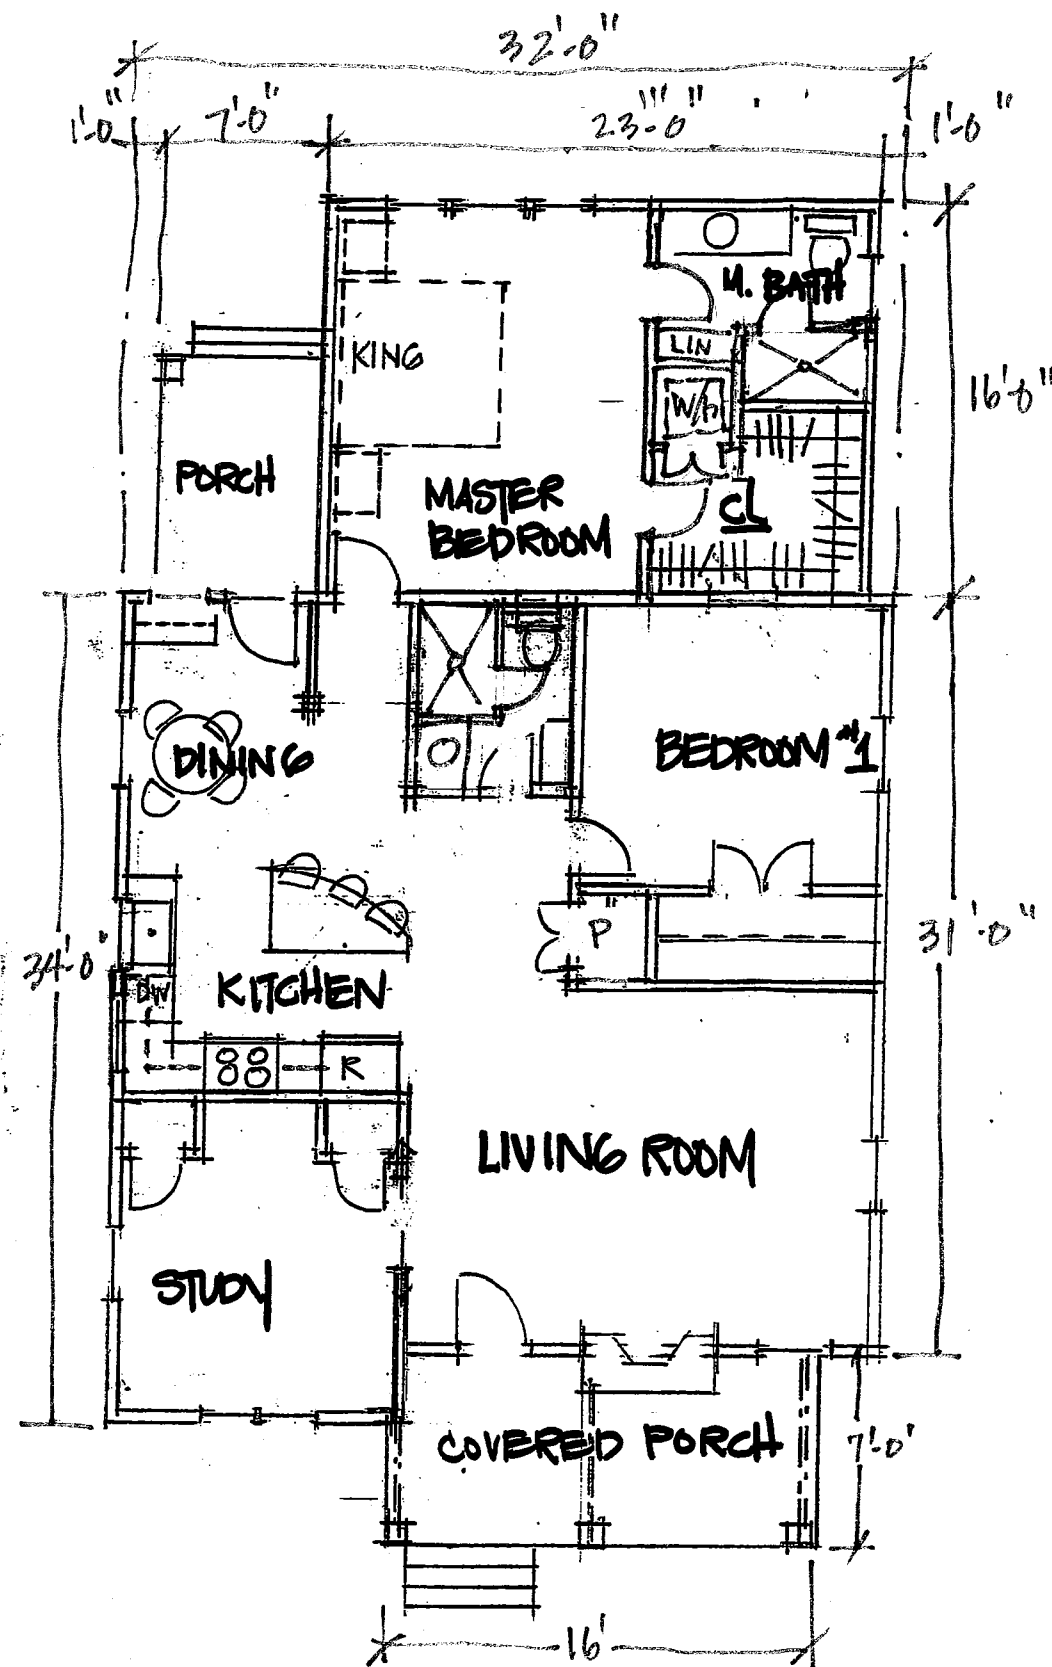 32'-0"
1'-0" 7'-0" 23'-0" 1'-0"
M. BATH
LIN
KING
W/D
16'-0"
PORCH
MASTER
BEDROOM
CL
DINING
BEDROOM #1
P
31'-0"
34'-0"
DW
KITCHEN
R
LIVING ROOM
STUDY
COVERED PORCH
7'-0'
16'